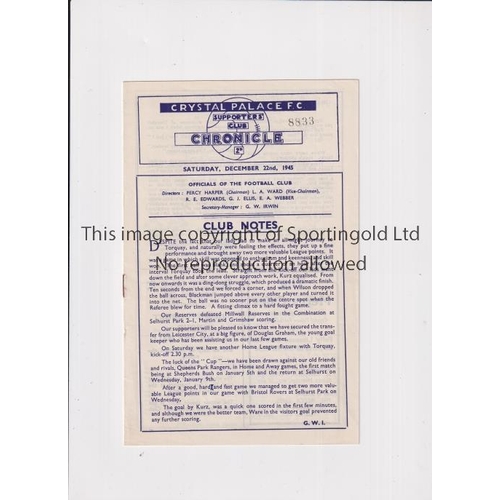 CRYSTAL PALACE F C
SUPPORTERS
CLUB
8833
CHRONICLE
SATURDAY, DECEMBER 22nd, 1945
OFFICIALS OF THE FOOTBALL CLUB
Directors : PERCY HARPER (Chairman) L. A. WARD (Vice-Chairman),
R. E. EDWARDS, G. J. ELLIS, E. A. WEBBER
Secretary-Manager : G. W. IRWIN
CLUB NOTES
This image copyright of Sportingold Ltd
No reproduction allowed
DESPITE the fact that our
Torquay, and naturally were feeling the effects, they put up a fine
performance and brought away two more valuable League points. It
interval Torquay took the lead.
down the field and after some clever approach work, Kurz equalised. From
now onwards it was a ding-dong struggle, which produced a dramatic finish.
Ten seconds from the end we forced a corner, and when Wilson dropped
the ball across, Blackman jumped above every other player and turned it
into the net. The ball was no sooner put on the centre spot when the
Referee blew for time. A fitting climax to a hard fought game.
Our Reserves defeated Millwall Reserves in the Combination at
Selhurst Park 2—1, Martin and Grimshaw scoring.
Our supporters will be pleased to know that we have secured the trans-
fer from Leicester City, at a big figure, of Douglas Graham, the young goal
keeper who has been assisting us in our last few games.
On Saturday we have another Home League fixture with Torquay,
kick-off 2.30 p.m.
The luck of the "Cup"—we have been drawn against our old friends
and rivals, Queens Park Rangers, in Home and Away games, the first match
being at Shepherds Bush on January 5th and the return at Selhurst on
Wednesday, January 9th.
After a good, hard and fast game we managed to get two more valu-
able League points in our game with Bristol Rovers at Selhurst Park on
Wednesday,
The goal by Kurz, was a quick one scored in the first few minutes,
and although we were the better team, Ware in the visitors goal prevented
any further scoring.
G. W. I.